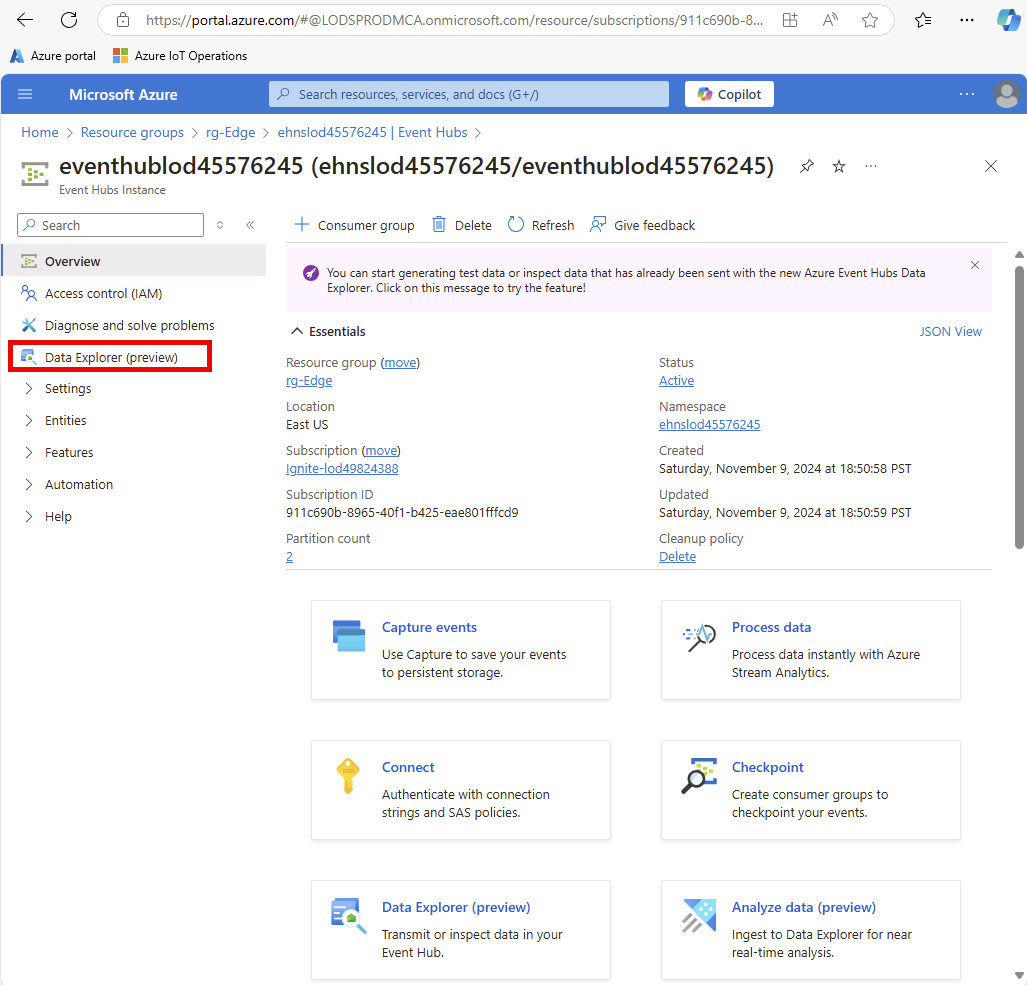 https://portal.azure.com/#@LODSPRODMCA.onmicrosoft.com/resource/subscriptions/911c690b-8...
Azure portal
Azure IoT Operations
Microsoft Azure
Search resources, services, and docs (G+/)
Copilot
Home > Resource groups > rg-Edge > ehnslod45576245 | Event Hubs >
eventhublod45576245 (ehnslod45576245/eventhublod45576245)
Event Hubs Instance
Search
Consumer group
Delete
Refresh
Give feedback
Overview
Access control (IAM)
Diagnose and solve problems
Data Explorer (preview)
Settings
Entities
Features
Automation
Help
You can start generating test data or inspect data that has already been sent with the new Azure Event Hubs Data
Explorer. Click on this message to try the feature!
Essentials
JSON View
Resource group (move)
rg-Edge
Location
East US
Subscription (move)
Ignite-lod49824388
Subscription ID
911c690b-8965-40f1-b425-eae801fffcd9
Partition count
2
Status
Active
Namespace
ehnslod45576245
Created
Saturday, November 9, 2024 at 18:50:58 PST
Updated
Saturday, November 9, 2024 at 18:50:59 PST
Cleanup policy
Delete
Capture events
Use Capture to save your events
to persistent storage.
Process data
Process data instantly with Azure
Stream Analytics.
Connect
Authenticate with connection
strings and SAS policies.
Checkpoint
Create consumer groups to
checkpoint your events.
Data Explorer (preview)
Transmit or inspect data in your
Event Hub.
Analyze data (preview)
Ingest to Data Explorer for near
real-time analysis.